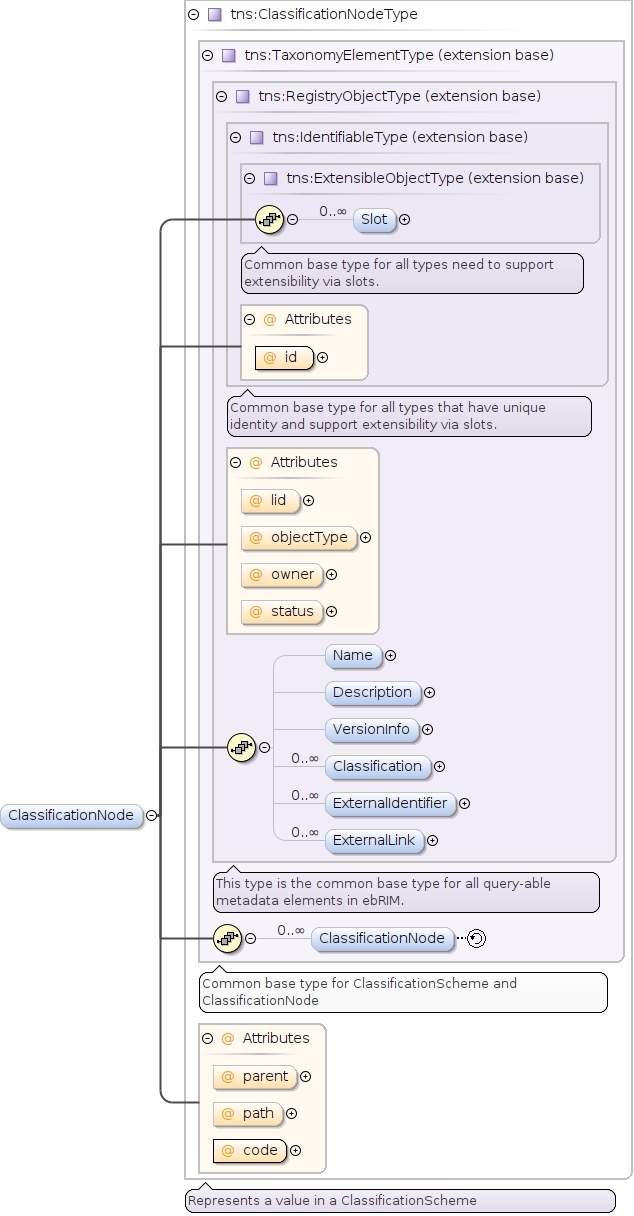 tns:ClassificationNodeType
tns:TaxonomyElementType (extension base)
tns:RegistryObjectType (extension base)
tns:IdentifiableType (extension base)
tns:ExtensibleObjectType (extension base)
0..∞
Slot
Common base type for all types need to support
extensibility via slots.
@ Attributes
@ id
Common base type for all types that have unique
identity and support extensibility via slots.
@ Attributes
@ lid
@ objectType
@ owner
@ status
Name
Description
VersionInfo
0..∞
Classification
0..∞
ExternalIdentifier
0..∞
ExternalLink
ClassificationNode
This type is the common base type for all query-able
metadata elements in ebRIM.
0..∞
ClassificationNode
Common base type for ClassificationScheme and
ClassificationNode
@ Attributes
@ parent
@ path
@ code
Represents a value in a ClassificationScheme